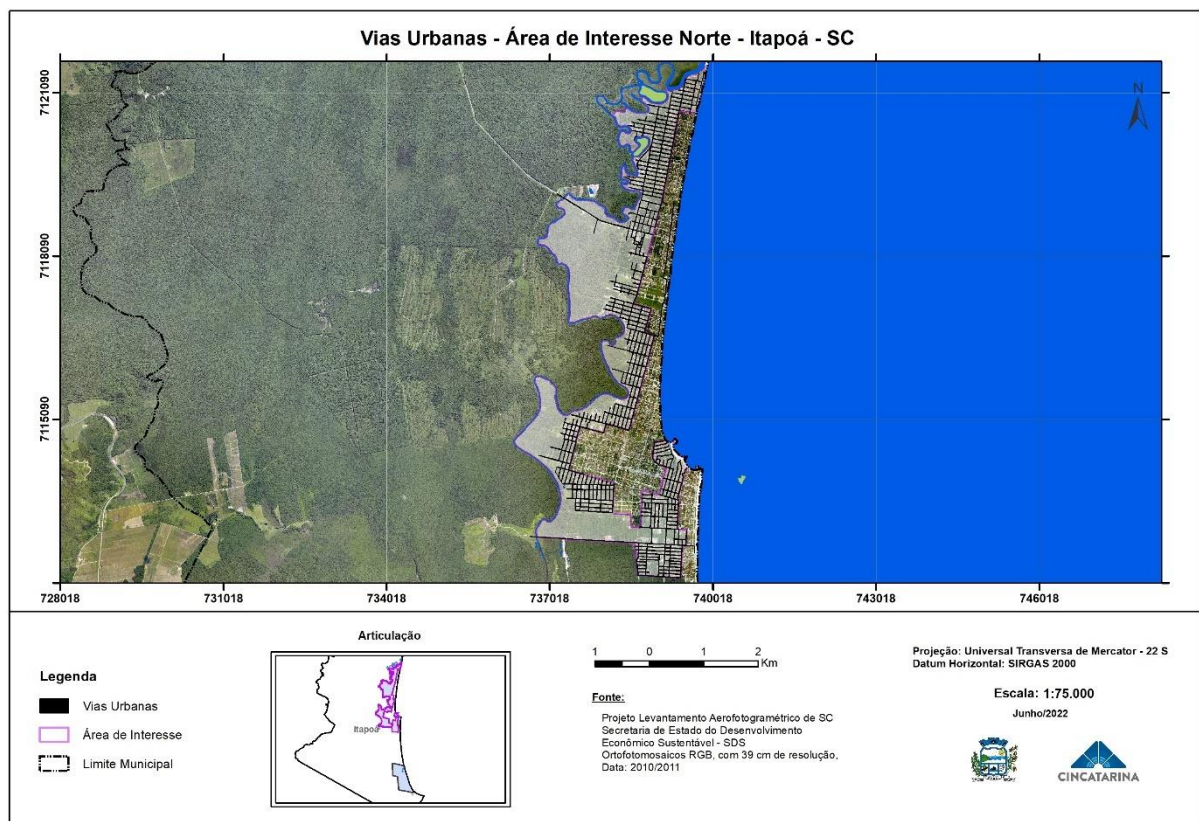 Vias Urbanas - Área de Interesse Norte - Itapoá - SC
7121090
7118090
7115090
N
728018
731018
734018
737018
740018
743018
746018
Legenda
Vias Urbanas
Área de Interesse
Limite Municipal
Articulação
Itapoá
1 0 1 2
Km
Fonte:
Projeto Levantamento Aerofotogramétrico de SC
Secretaria de Estado do Desenvolvimento
Econômico Sustentável - SDS
Ortofotomosaicos RGB, com 39 cm de resolução,
Data: 2010/2011
Projeção: Universal Transversa de Mercator - 22 S
Datum Horizontal: SIRGAS 2000
Escala: 1:75.000
Junho/2022
CINCATARINA